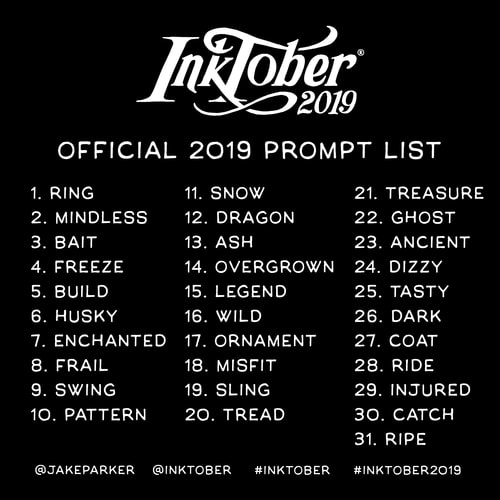 InkTober®
2019
OFFICIAL 2019 PROMPT LIST
1. RING
2. MINDLESS
3. BAIT
4. FREEZE
5. BUILD
6. HUSKY
7. ENCHANTED
8. FRAIL
9. SWING
10. PATTERN
11. SNOW
12. DRAGON
13. ASH
14. OVERGROWN
15. LEGEND
16. WILD
17. ORNAMENT
18. MISFIT
19. SLING
20. TREAD
21. TREASURE
22. GHOST
23. ANCIENT
24. DIZZY
25. TASTY
26. DARK
27. COAT
28. RIDE
29. INJURED
30. CATCH
31. RIPE
@JAKEPARKER @INKTOBER #INKTOBER #INKTOBER2019